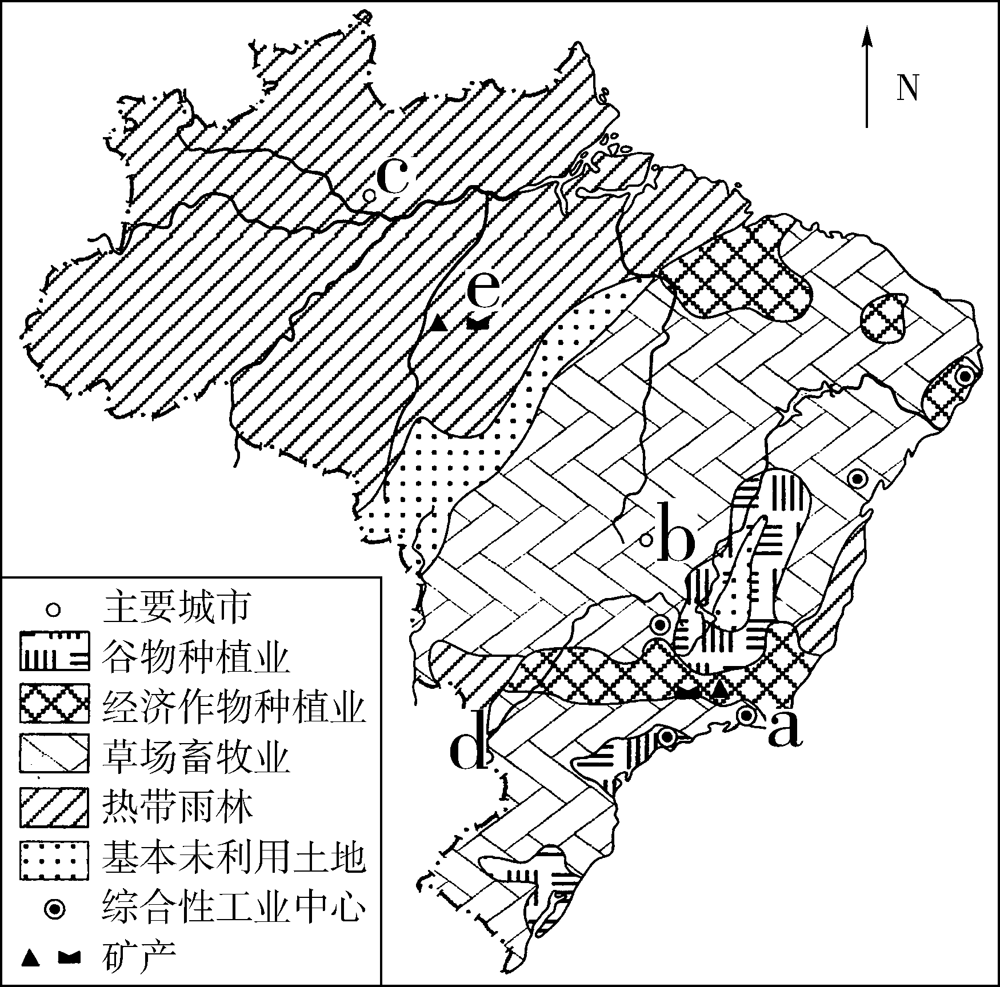 N
c
e
b
d
a
主要城市
谷物种植业
经济作物种植业
草场畜牧业
热带雨林
基本未利用土地
综合性工业中心
矿产